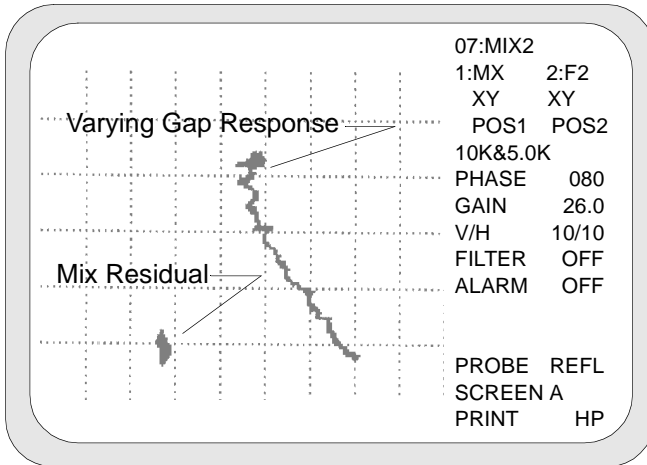 07:MIX2
1:MX 2:F2
XY XY
POS1 POS2
10K&5.0K
PHASE 080
GAIN 26.0
V/H 10/10
FILTER OFF
ALARM OFF
PROBE REFL
SCREEN A
PRINT HP
Varying Gap Response
Mix Residual